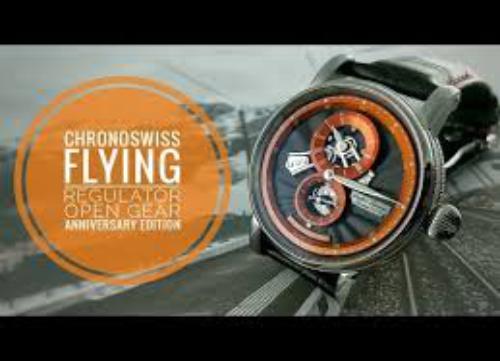 CHRONOSWISS
FLYING
REGULATOR
OPEN GEAR
ANNIVERSARY EDITION